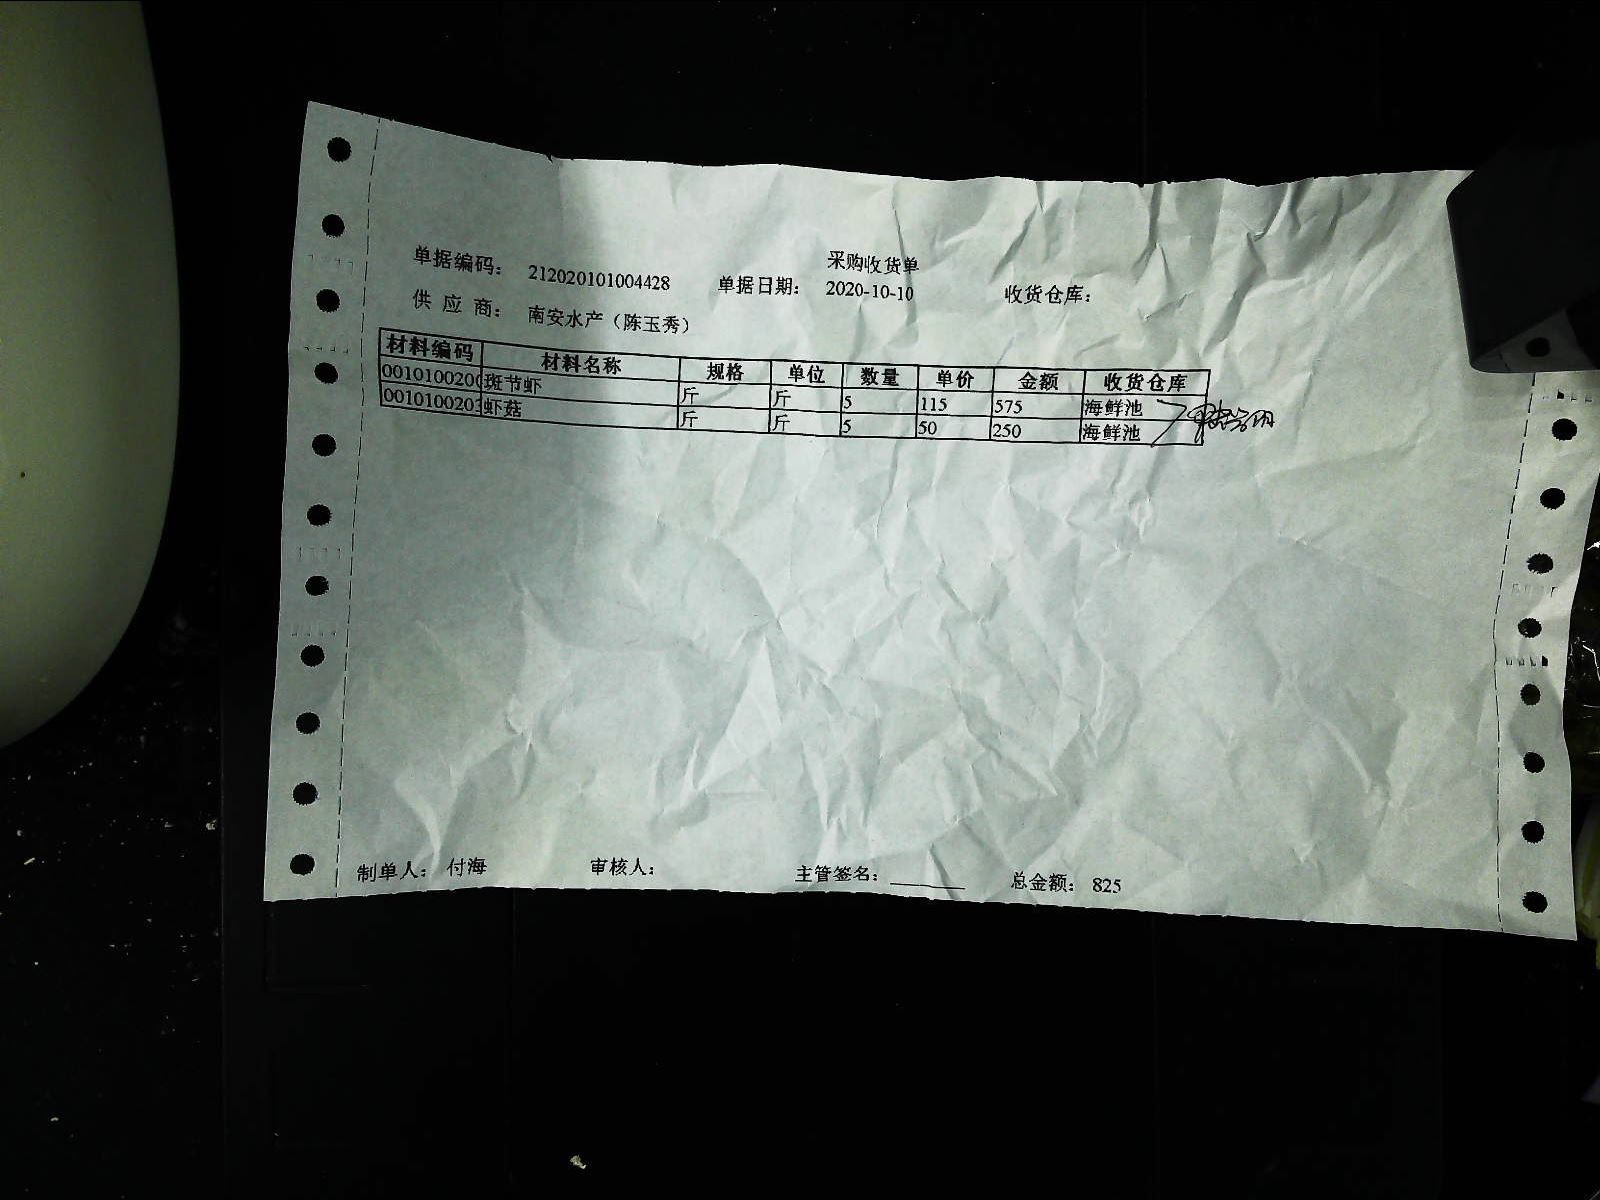 采购收货单
单据编码： 212020101004428 单据日期： 2020-10-10 收货仓库：
供 应 商： 南安水产（陈玉秀）
材料编码 材料名称 规格 单位 数量 单价 金额 收货仓库
0010100200 斑节虾 斤 斤 5 115 575 海鲜池
0010100203 虾菇 斤 斤 5 50 250 海鲜池
制单人： 付海 审核人： 主管签名： 总金额： 825